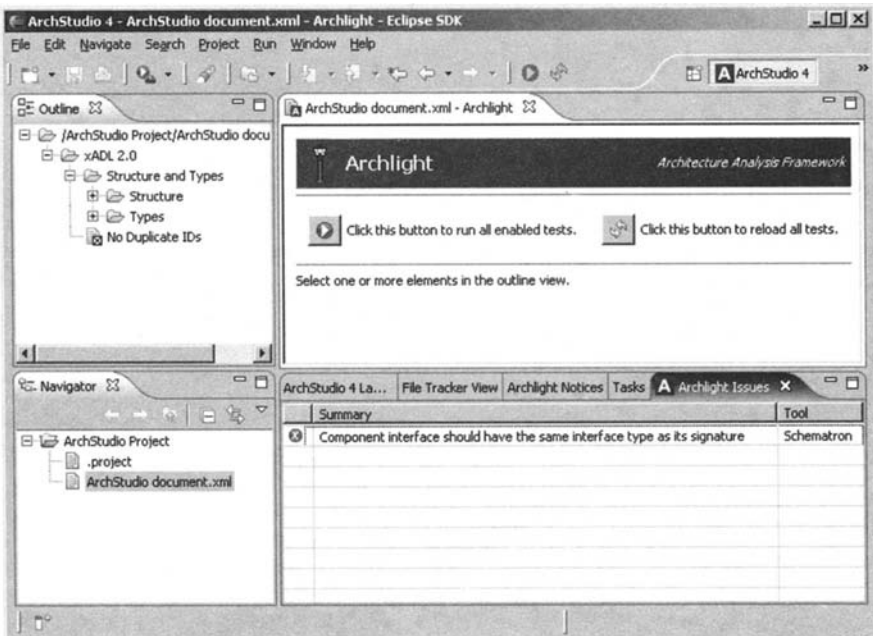 ArchStudio 4 - ArchStudio document.xml - Archlight - Eclipse SDK
File Edit Navigate Search Project Run Window Help
ArchStudio 4
Outline
/ArchStudio Project/ArchStudio docu
xADL 2.0
Structure and Types
Structure
Types
No Duplicate IDs
ArchStudio document.xml - Archlight
Archlight
Architecture Analysis Framework
Click this button to run all enabled tests.
Click this button to reload all tests.
Select one or more elements in the outline view.
Navigator
ArchStudio Project
.project
ArchStudio document.xml
ArchStudio 4 La... File Tracker View Archlight Notices Tasks Archlight Issues
Summary Tool
Component interface should have the same interface type as its signature Schematron